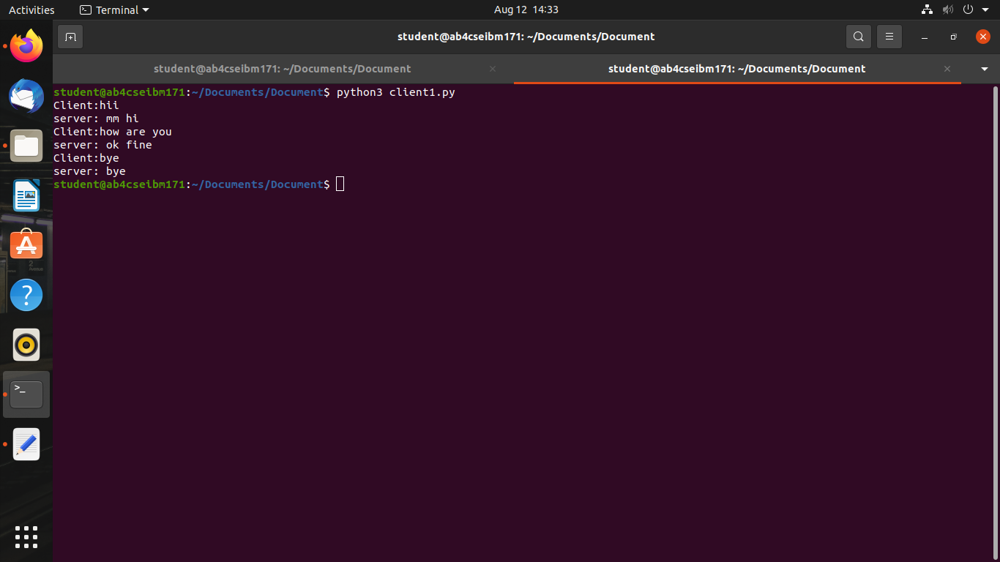 Activities Terminal Aug 12 14:33
student@ab4cseibm171: ~/Documents/Document
student@ab4cseibm171: ~/Documents/Document student@ab4cseibm171: ~/Documents/Document
student@ab4cseibm171:~/Documents/Document$ python3 client1.py
Client:hii
server: mm hi
Client:how are you
server: ok fine
Client:bye
server: bye
student@ab4cseibm171:~/Documents/Document$